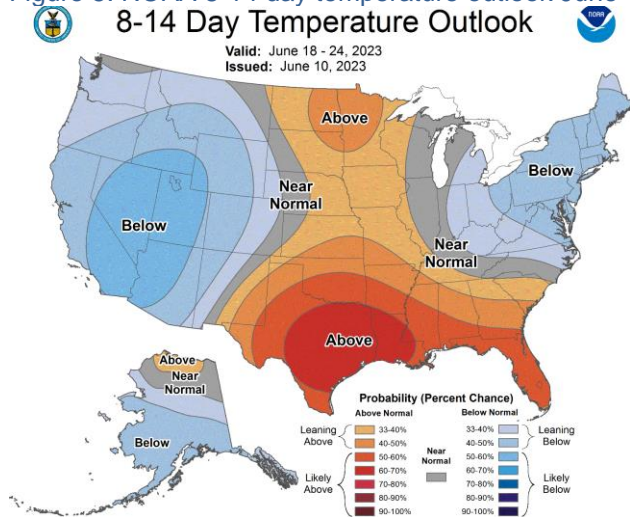 8-14 Day Temperature Outlook
NOAA
Valid: June 18 - 24, 2023
Issued: June 10, 2023
Above
Near
Normal
Below
Below
Near
Normal
Above
Above
Near
Normal
Below
Probability (Percent Chance)
Above Normal
Below Normal
Leaning
Above
33-40%
40-50%
Likely
Above
50-60%
60-70%
70-80%
80-90%
90-100%
Near
Normal
33-40%
40-50%
Leaning
Below
50-60%
60-70%
70-80%
80-90%
90-100%
Likely
Below